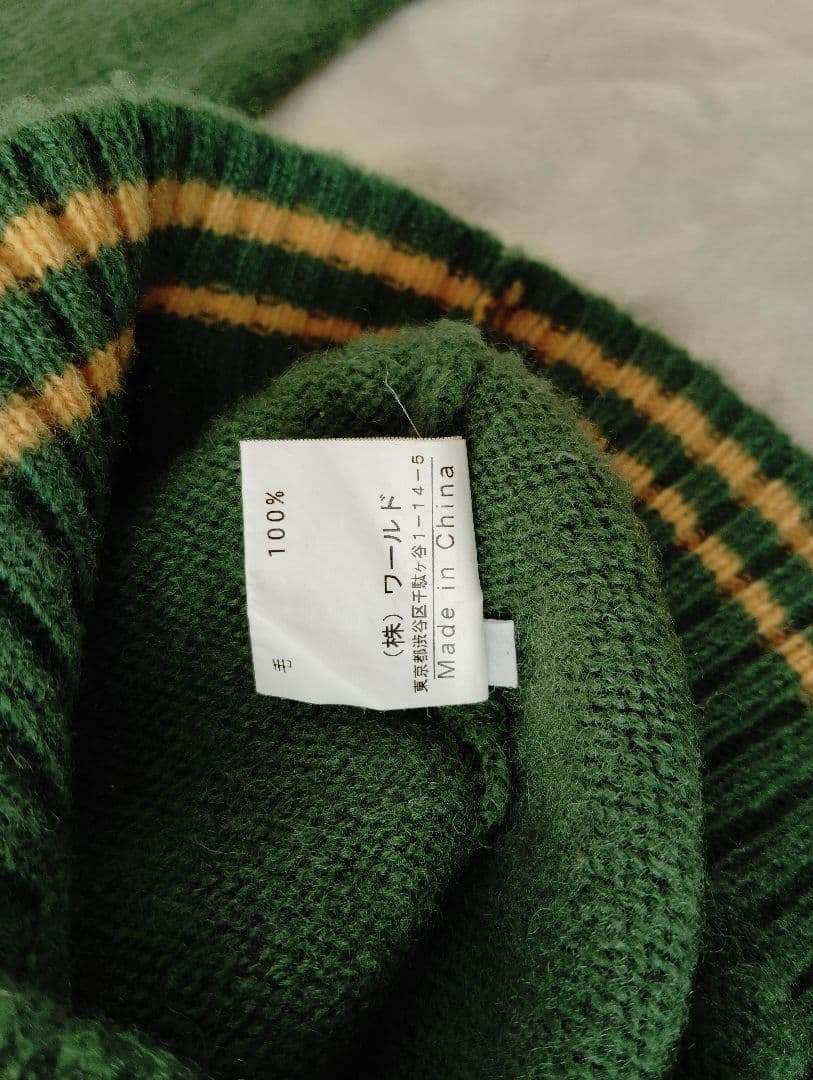 毛 100%
(株) ワールド
東京都渋谷区千駄ヶ谷1-14-5
Made in China